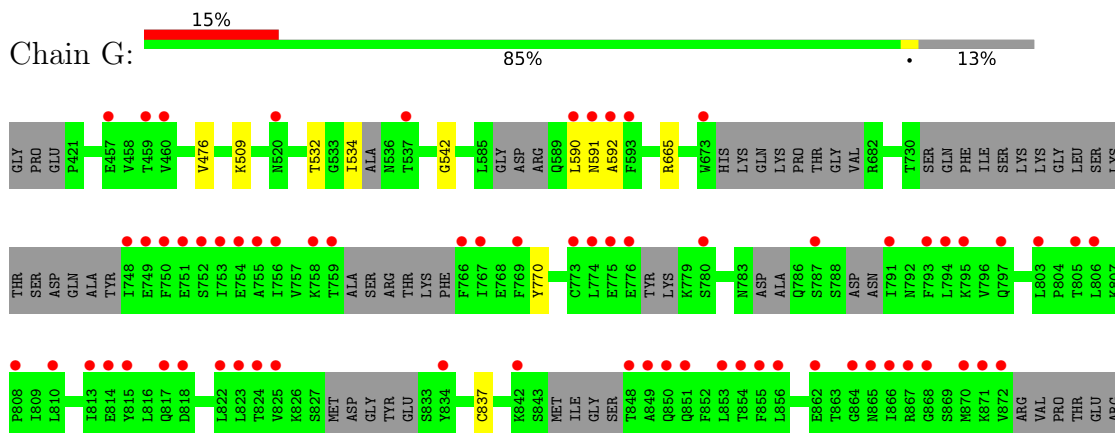 15%
Chain G:
85% • 13%
GLY PRO GLU P421 E457 V458 T459 V460 V476 K509 N520 T532 G533 I534 ALA N536 T537 G542 L585 GLY ASP ARG Q589 L590 N591 A592 F593 R665 W673 HIS LYS GLN LYS PRO THR GLY VAL R682 T730 SER GLN PHE ILE SER LYS LYS GLY LEU SER LYS
THR SER ASP GLN ALA TYR I748 E749 F750 E751 S752 I753 E754 A755 I756 V757 K758 T759 ALA SER ARG THR LYS PHE F766 I767 E768 F769 Y770 C773 L774 E775 E776 TYR LYS K779 S780 N783 ASP ALA Q786 S787 S788 ASP ASN I791 N792 F793 L794 K795 V796 Q797 L803 P804 T805 L806 K807
P808 I809 L810 I813 E814 Y815 L816 Q817 D818 L822 L823 T824 V825 K826 S827 MET ASP GLY TYR GLU S833 Y834 C837 K842 S843 MET ILE GLY SER T848 A849 Q850 Q851 F852 L853 T854 F855 L856 E862 T863 G864 N865 I866 R867 G868 S869 M870 K871 V872 ARG VAL PRO THR GLU ARG